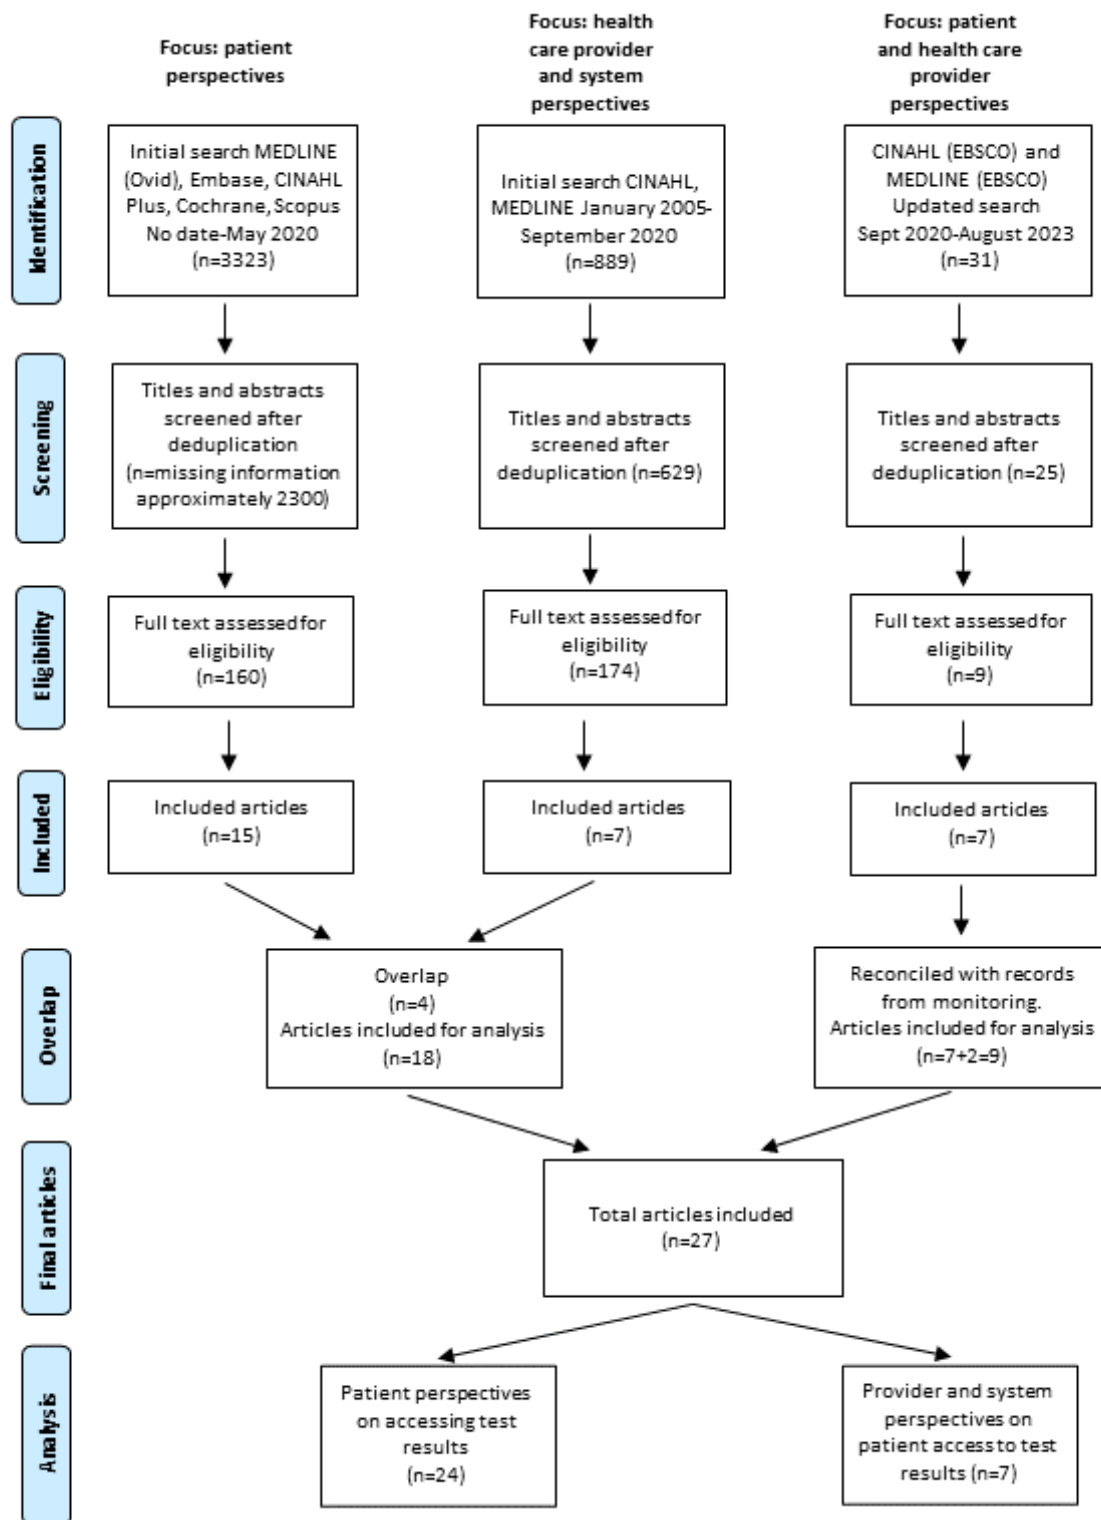 Focus: patient
perspectives
Focus: health
care provider
and system
perspectives
Focus: patient
and health care
provider
perspectives
Identification
Initial search MEDLINE
(Ovid), Embase, CINAHL
Plus, Cochrane, Scopus
No date-May 2020
(n=3323)
Initial search CINAHL,
MEDLINE January 2005-
September 2020
(n=889)
CINAHL (EBSCO) and
MEDLINE (EBSCO)
Updated search
Sept 2020-August 2023
(n=31)
Screening
Titles and abstracts
screened after
deduplication
(n=missing information
approximately 2300)
Titles and abstracts
screened after
deduplication (n=629)
Titles and abstracts
screened after
deduplication (n=25)
Eligibility
Full text assessed for
eligibility
(n=160)
Full text assessed for
eligibility
(n=174)
Full text assessed for
eligibility
(n=9)
Included
Included articles
(n=15)
Included articles
(n=7)
Included articles
(n=7)
Overlap
Overlap
(n=4)
Articles included for analysis
(n=18)
Reconciled with records
from monitoring.
Articles included for analysis
(n=7+2=9)
Final articles
Total articles included
(n=27)
Analysis
Patient perspectives
on accessing test
results
(n=24)
Provider and system
perspectives on
patient access to test
results (n=7)